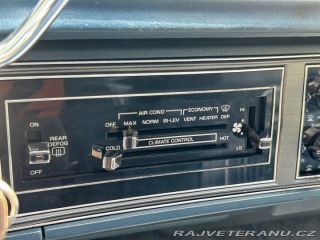 ON
REAR
DEFOG
OFF
AIR COND
ECONOMY
OFF MAX NORM BI-LEV VENT HEATER DEF
COLD
HOT
CLIMATE CONTROL
HI
LO
RAJVETERANU.CZ